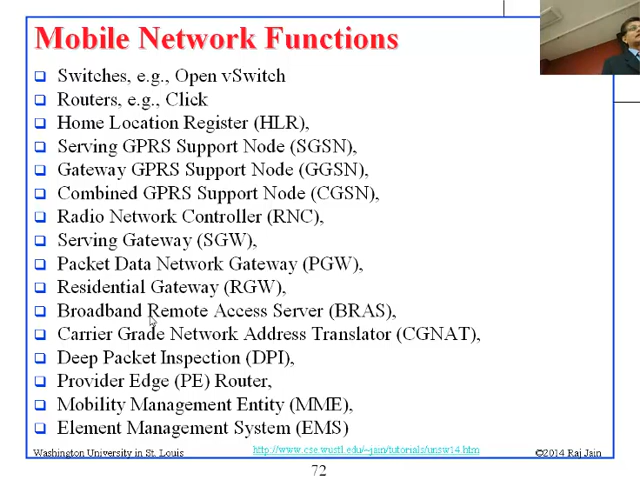 Mobile Network Functions
Switches, e.g., Open vSwitch
Routers, e.g., Click
Home Location Register (HLR),
Serving GPRS Support Node (SGSN),
Gateway GPRS Support Node (GGSN),
Combined GPRS Support Node (CGSN),
Radio Network Controller (RNC),
Serving Gateway (SGW),
Packet Data Network Gateway (PGW),
Residential Gateway (RGW),
Broadband Remote Access Server (BRAS),
Carrier Grade Network Address Translator (CGNAT),
Deep Packet Inspection (DPI),
Provider Edge (PE) Router,
Mobility Management Entity (MME),
Element Management System (EMS)
Washington University in St. Louis http://www.cse.wustl.edu/~jain/tutorials/unsw14.htm ©2014 Raj Jain
72